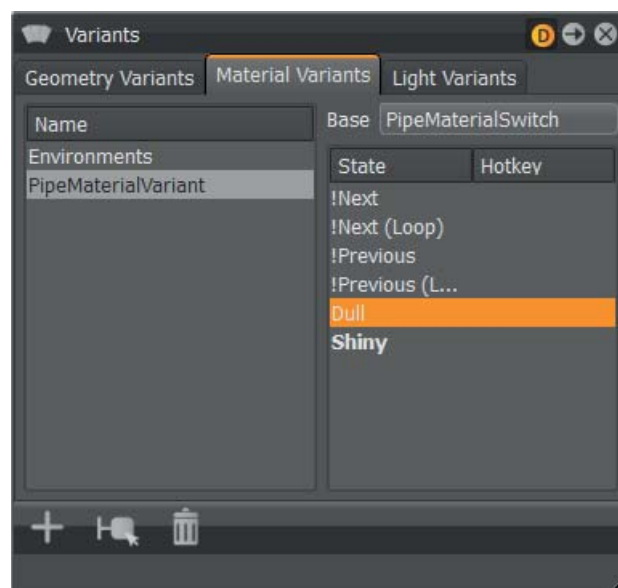 Variants
D
Geometry Variants Material Variants Light Variants
Name
Environments
PipeMaterialVariant
Base PipeMaterialSwitch
State Hotkey
!Next
!Next (Loop)
!Previous
!Previous (L...
Dull
Shiny